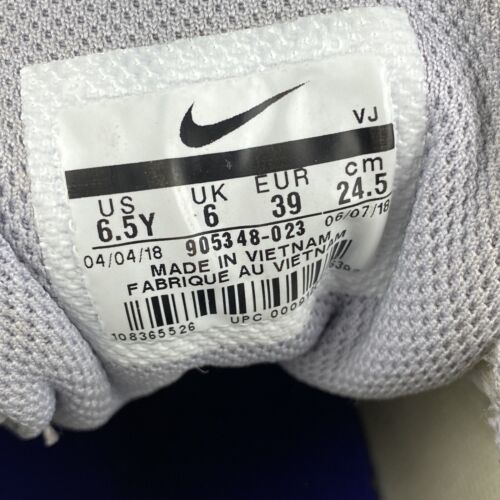 VJ
US UK EUR cm
6.5Y 6 39 24.5
04/04/18 905348-023 06/07/18
MADE IN VIETNAM
FABRIQUE AU VIETNAM
108365526 UPC